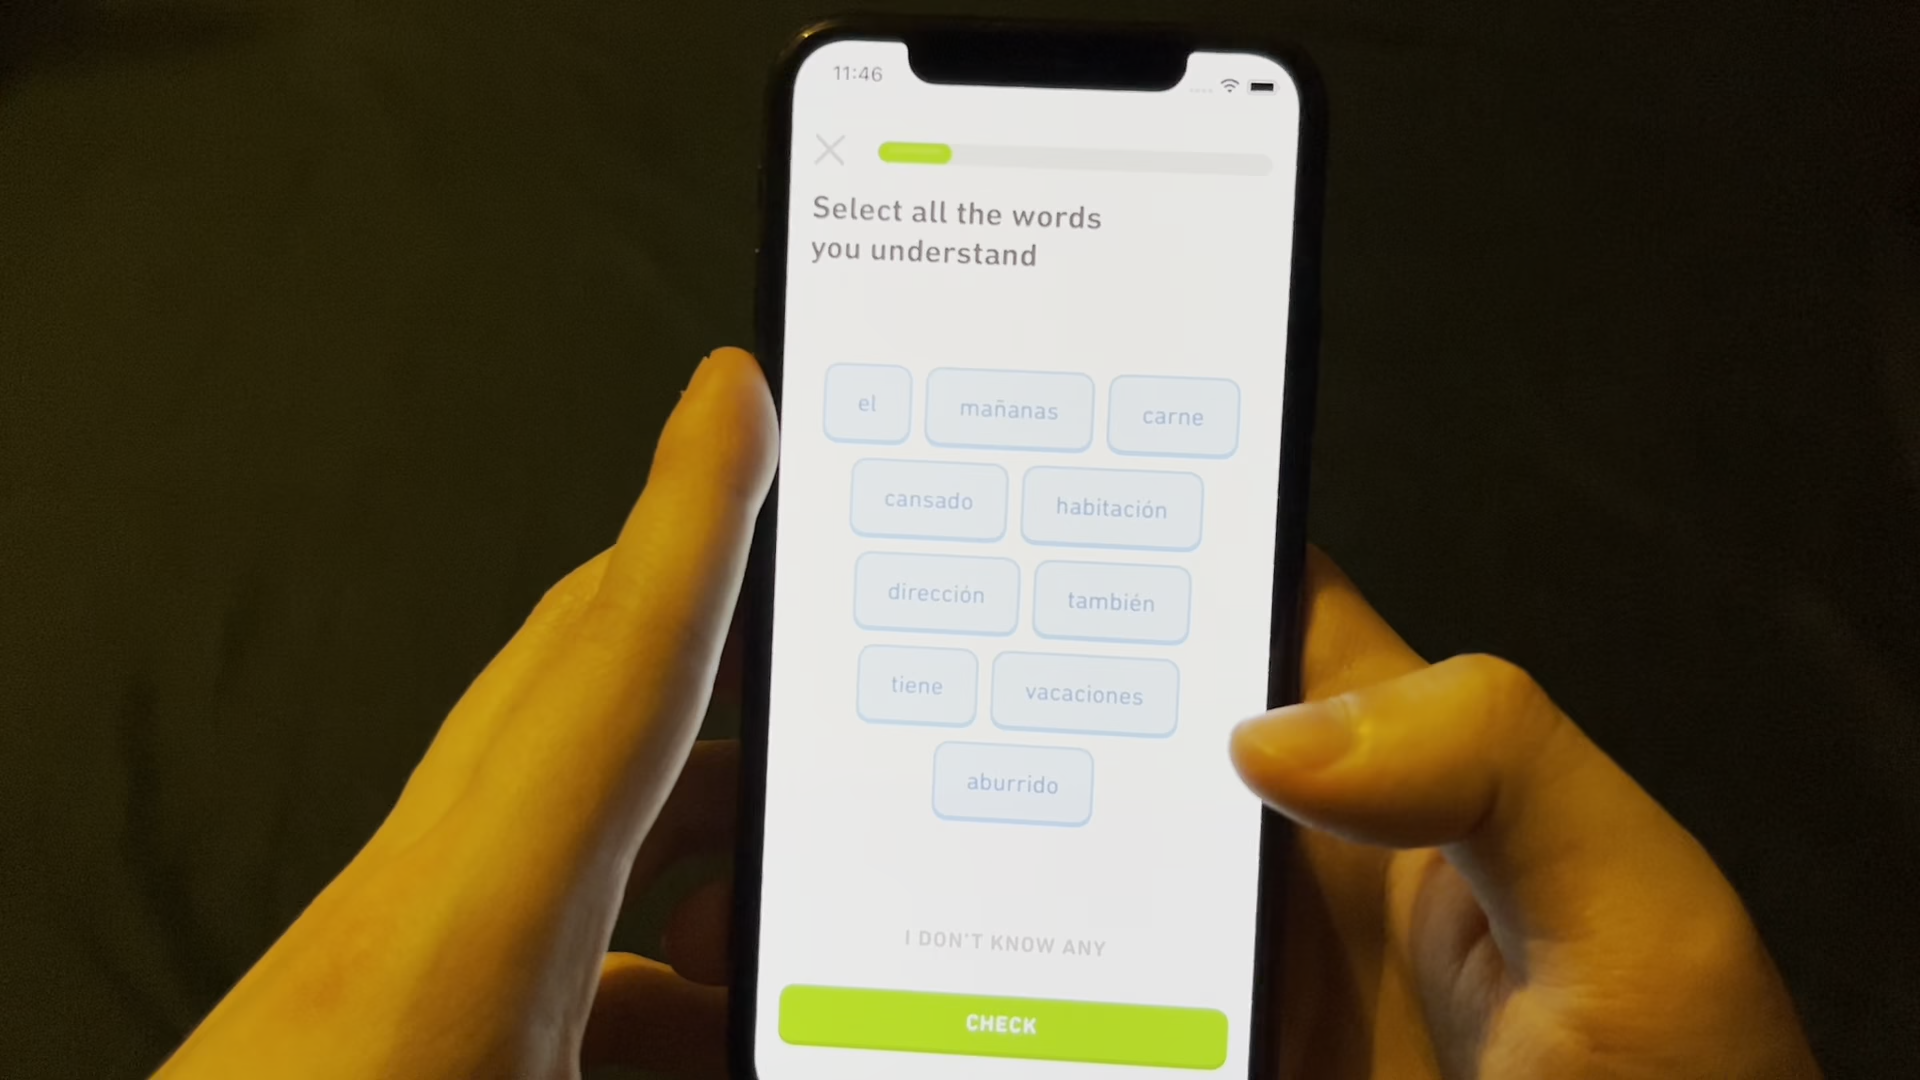 11:46
Select all the words
you understand
el mañanas carne
cansado habitación
dirección también
tiene vacaciones
aburrido
I DON'T KNOW ANY
CHECK